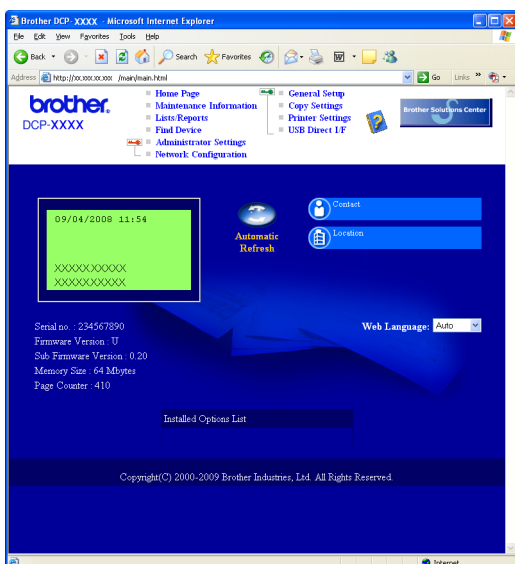 Brother DCP-XXXX - Microsoft Internet Explorer
File Edit View Favorites Tools Help
Back Search Favorites
Address http://xx.xxx.xx.xxx /main/main.html Go Links »
brother.
DCP-XXXX
Home Page
Maintenance Information
Lists/Reports
Find Device
Administrator Settings
Network Configuration
General Setup
Copy Settings
Printer Settings
USB Direct I/F
Brother Solutions Center
09/04/2008 11:54
XXXXXXXXXX
XXXXXXXXXX
Automatic
Refresh
Contact
Location
Serial no. : 234567890
Firmware Version : U
Sub Firmware Version : 0.20
Memory Size : 64 Mbytes
Page Counter : 410
Web Language: Auto
Installed Options List
Copyright(C) 2000-2009 Brother Industries, Ltd. All Rights Reserved.
Internet